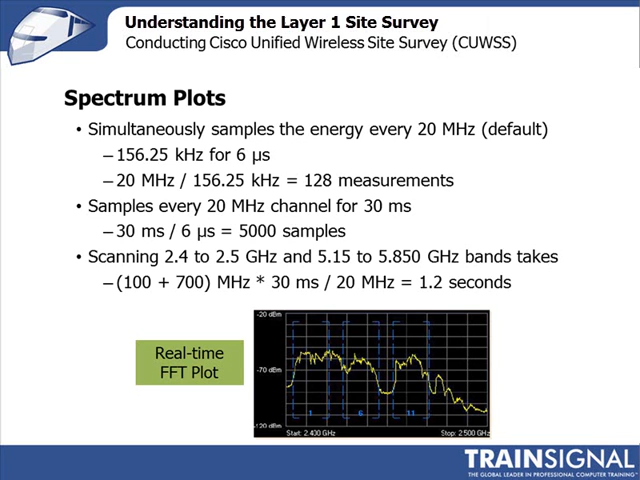 Understanding the Layer 1 Site Survey
Conducting Cisco Unified Wireless Site Survey (CUWSS)
Spectrum Plots
• Simultaneously samples the energy every 20 MHz (default)
– 156.25 kHz for 6 µs
– 20 MHz / 156.25 kHz = 128 measurements
• Samples every 20 MHz channel for 30 ms
– 30 ms / 6 µs = 5000 samples
• Scanning 2.4 to 2.5 GHz and 5.15 to 5.850 GHz bands takes
– (100 + 700) MHz * 30 ms / 20 MHz = 1.2 seconds
Real-time
FFT Plot
-20 dBm
-70 dBm
-120 dBm
1 6 11
Start: 2.400 GHz Stop: 2.500 GHz
TRAINSIGNAL
THE GLOBAL LEADER IN PROFESSIONAL COMPUTER TRAINING